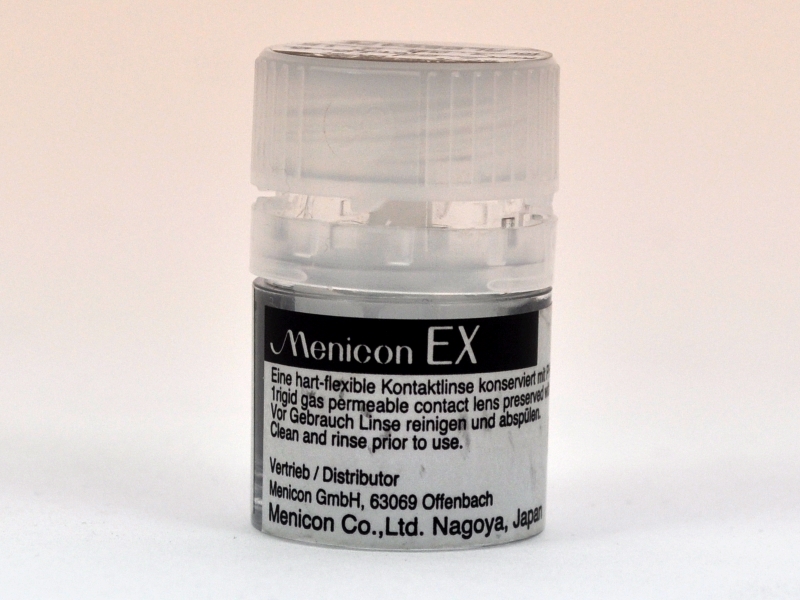 Menicon EX
Eine hart-flexible Kontaktlinse konserviert mit
1rigid gas permeable contact lens preserved
Vor Gebrauch Linse reinigen und abspülen.
Clean and rinse prior to use.
Vertrieb / Distributor
Menicon GmbH, 63069 Offenbach
Menicon Co.,Ltd. Nagoya, Japan